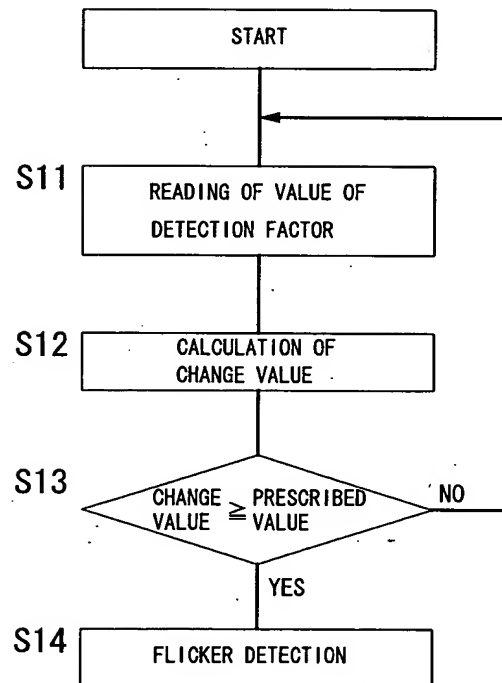 START
S11
READING OF VALUE OF
DETECTION FACTOR
S12
CALCULATION OF
CHANGE VALUE
S13
CHANGE ≧ PRESCRIBED
VALUE VALUE
NO
YES
S14
FLICKER DETECTION